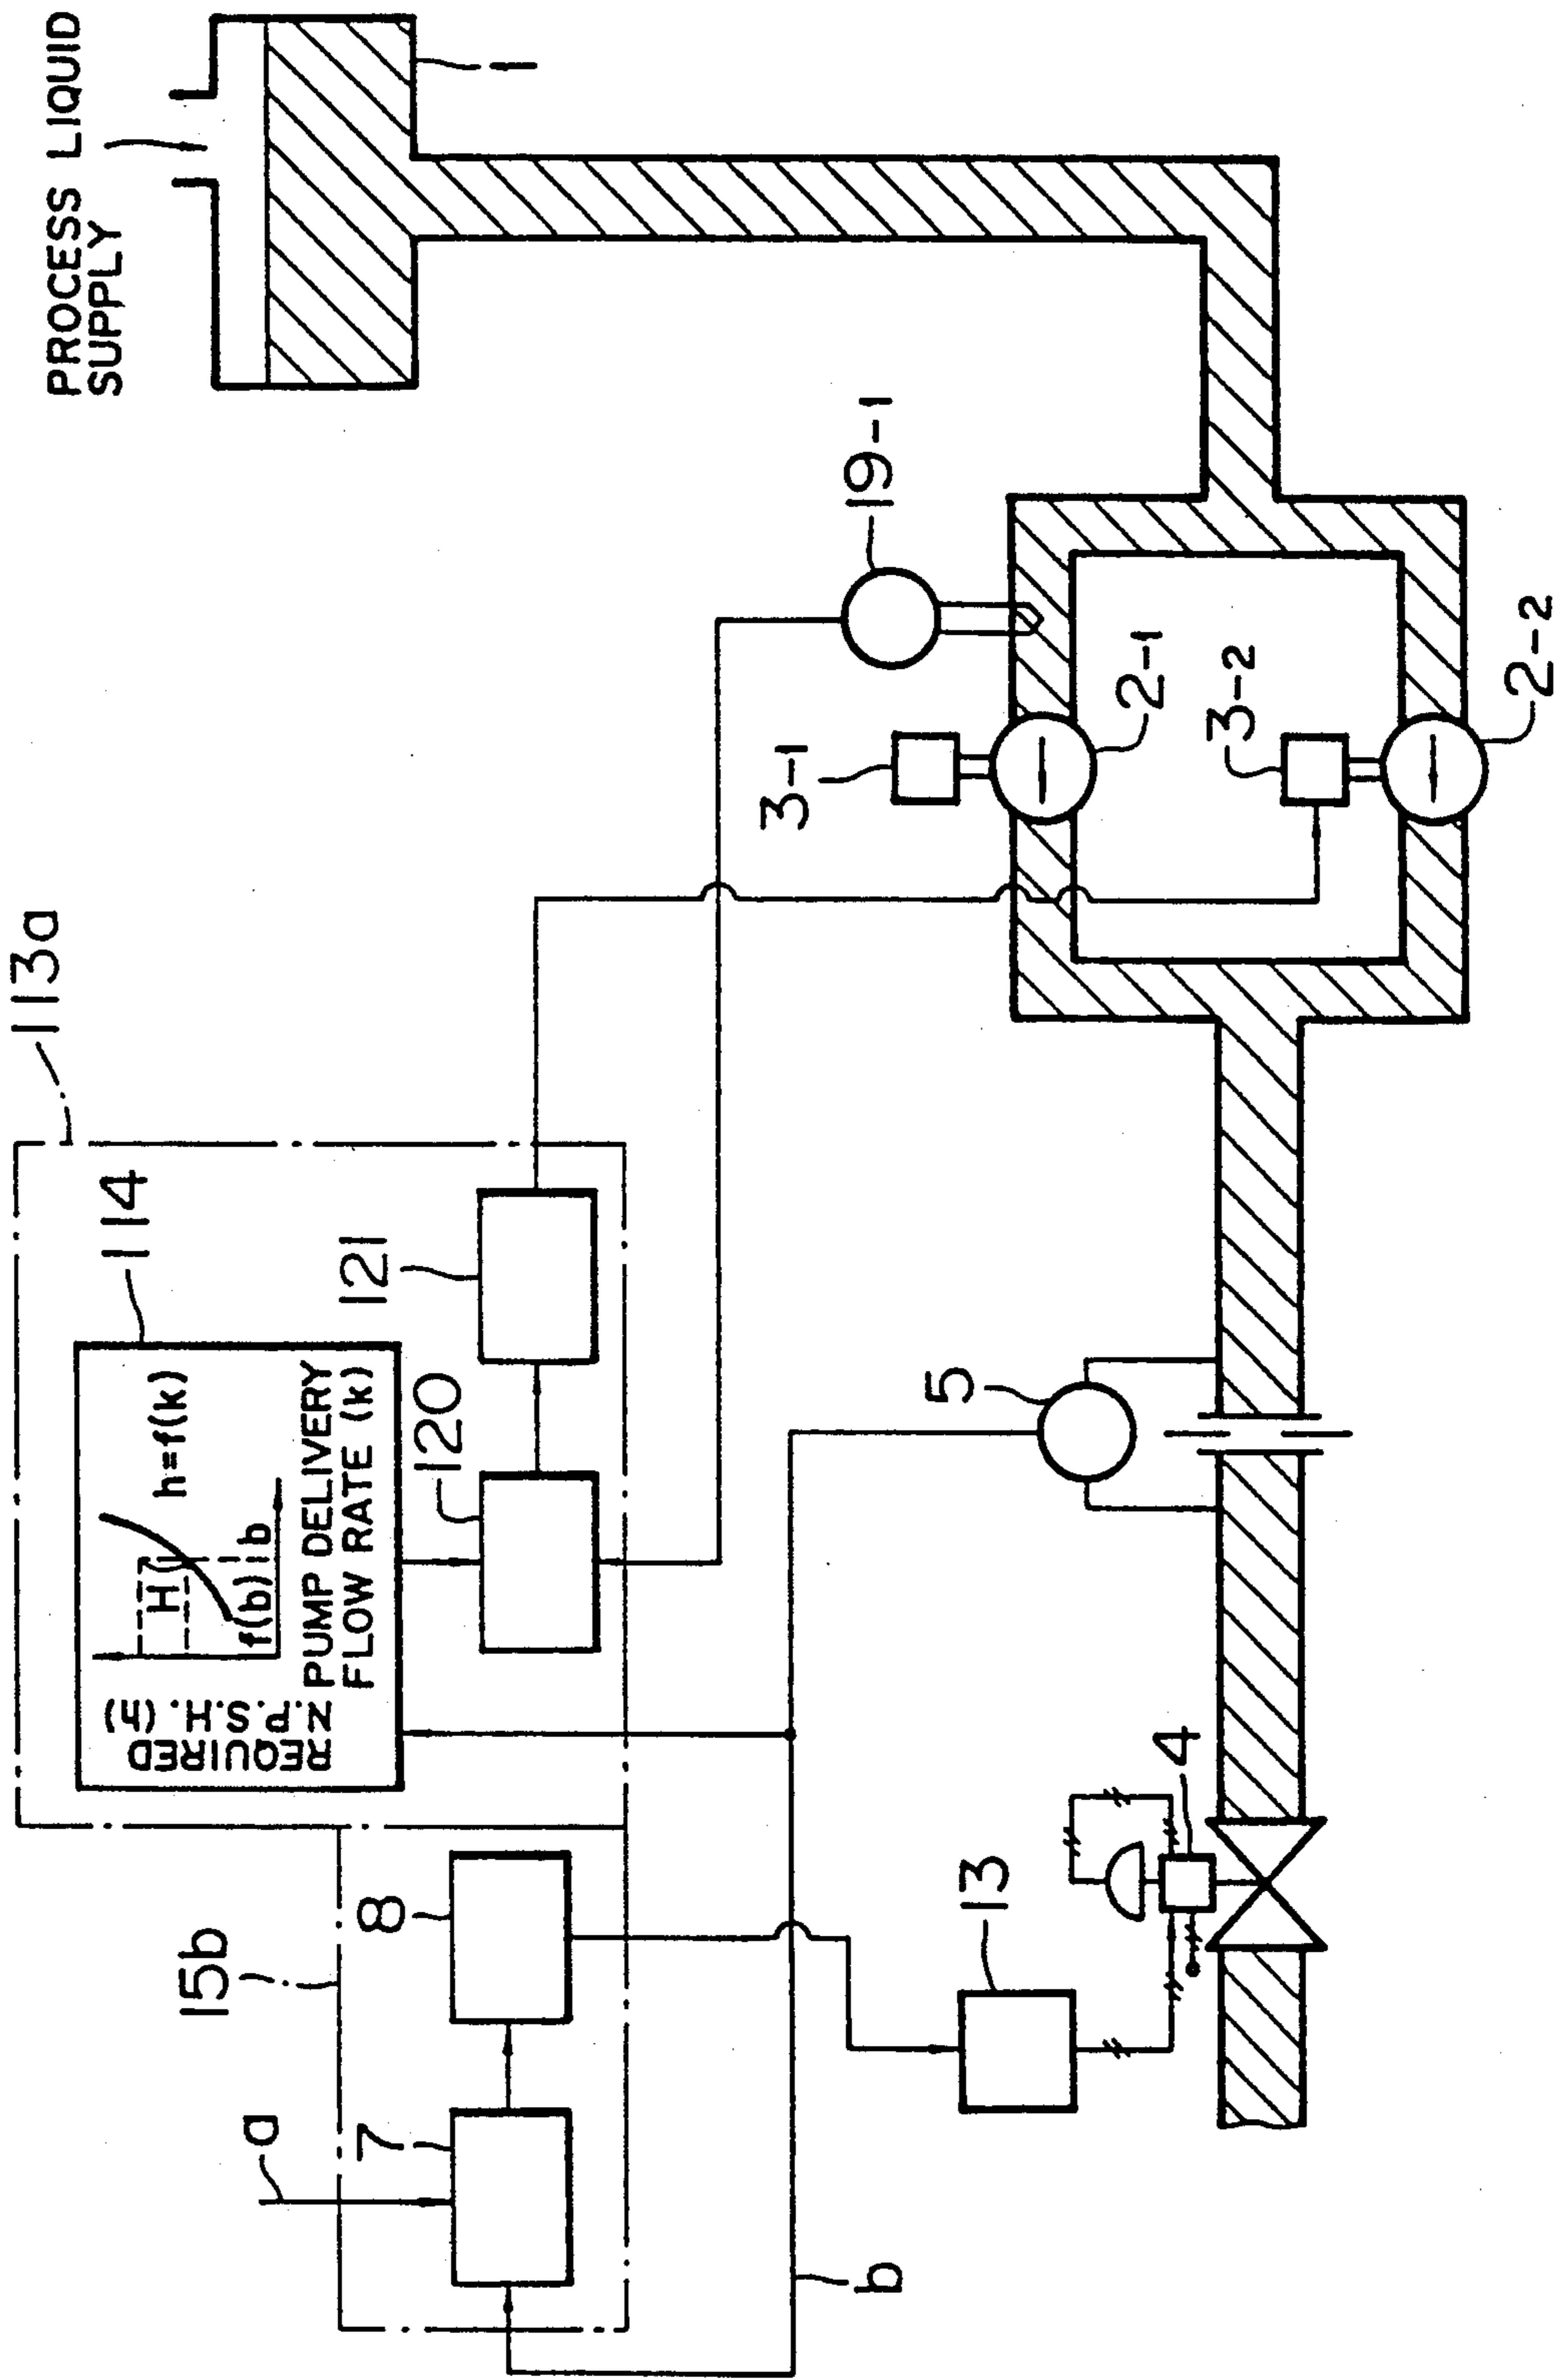 PROCESS LIQUID
SUPPLY
1
113a
114
h=f(k)
H
f(b)
b
REQUIRED
N.P.S.H. (h)
PUMP DELIVERY
FLOW RATE (k)
121
120
19-1
3-1
2-1
3-2
2-2
5
15b
8
7
a
13
4
b